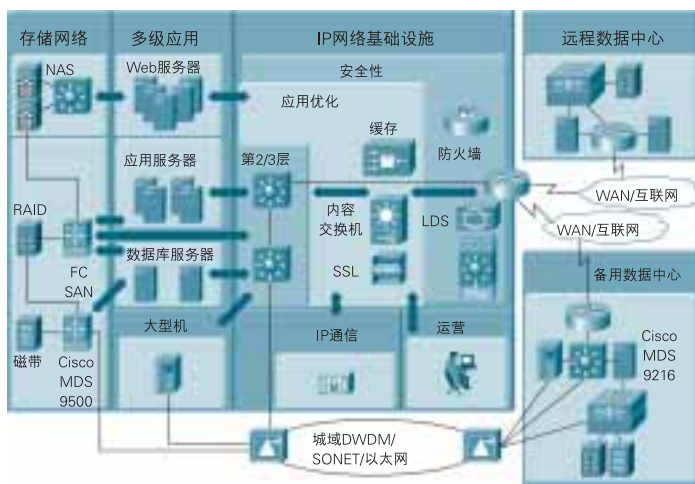 存储网络
多级应用
IP网络基础设施
远程数据中心
NAS
Web服务器
安全性
应用优化
缓存
防火墙
应用服务器
第2/3层
WAN/互联网
RAID
内容
交换机
LDS
WAN/互联网
数据库服务器
FC
SAN
SSL
备用数据中心
大型机
IP通信
运营
磁带
Cisco
MDS
9500
Cisco
MDS
9216
城域DWDM/
SONET/以太网